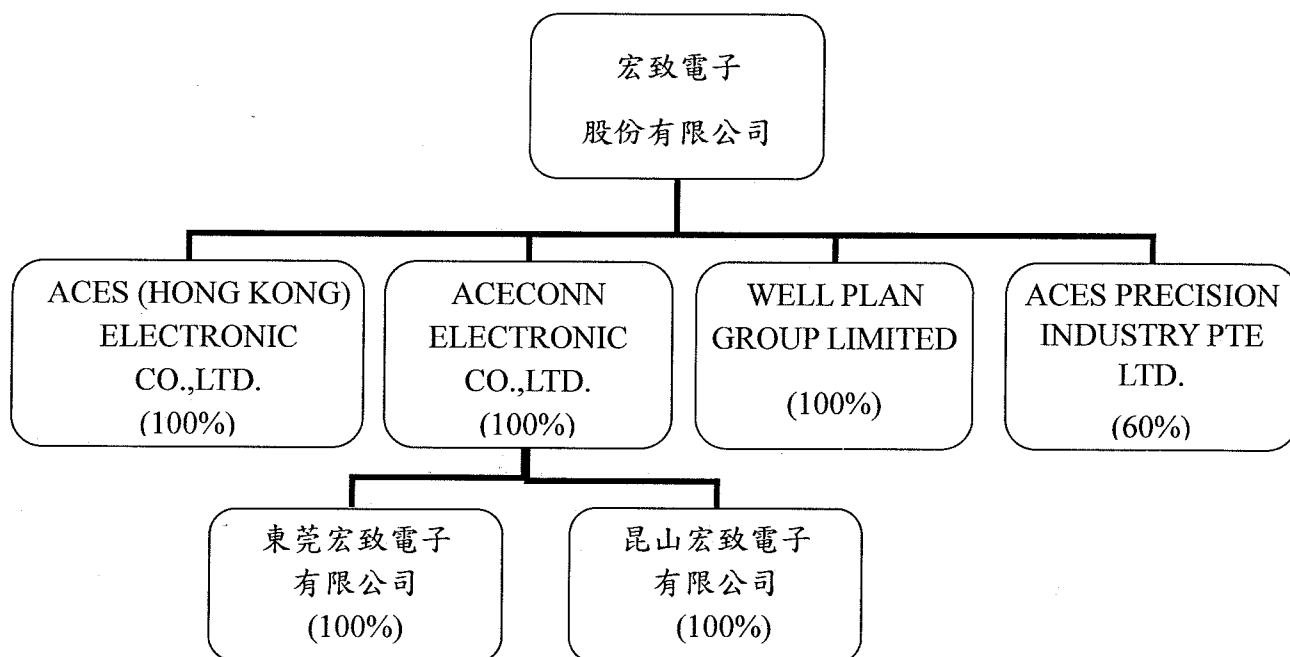 宏致電子
股份有限公司
ACES (HONG KONG)
ELECTRONIC
CO.,LTD.
(100%)
ACECONN
ELECTRONIC
CO.,LTD.
(100%)
WELL PLAN
GROUP LIMITED
(100%)
ACES PRECISION
INDUSTRY PTE
LTD.
(60%)
東莞宏致電子
有限公司
(100%)
昆山宏致電子
有限公司
(100%)